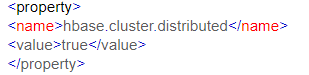 <property>
<name>hbase.cluster.distributed</name>
<value>true</value>
</property>